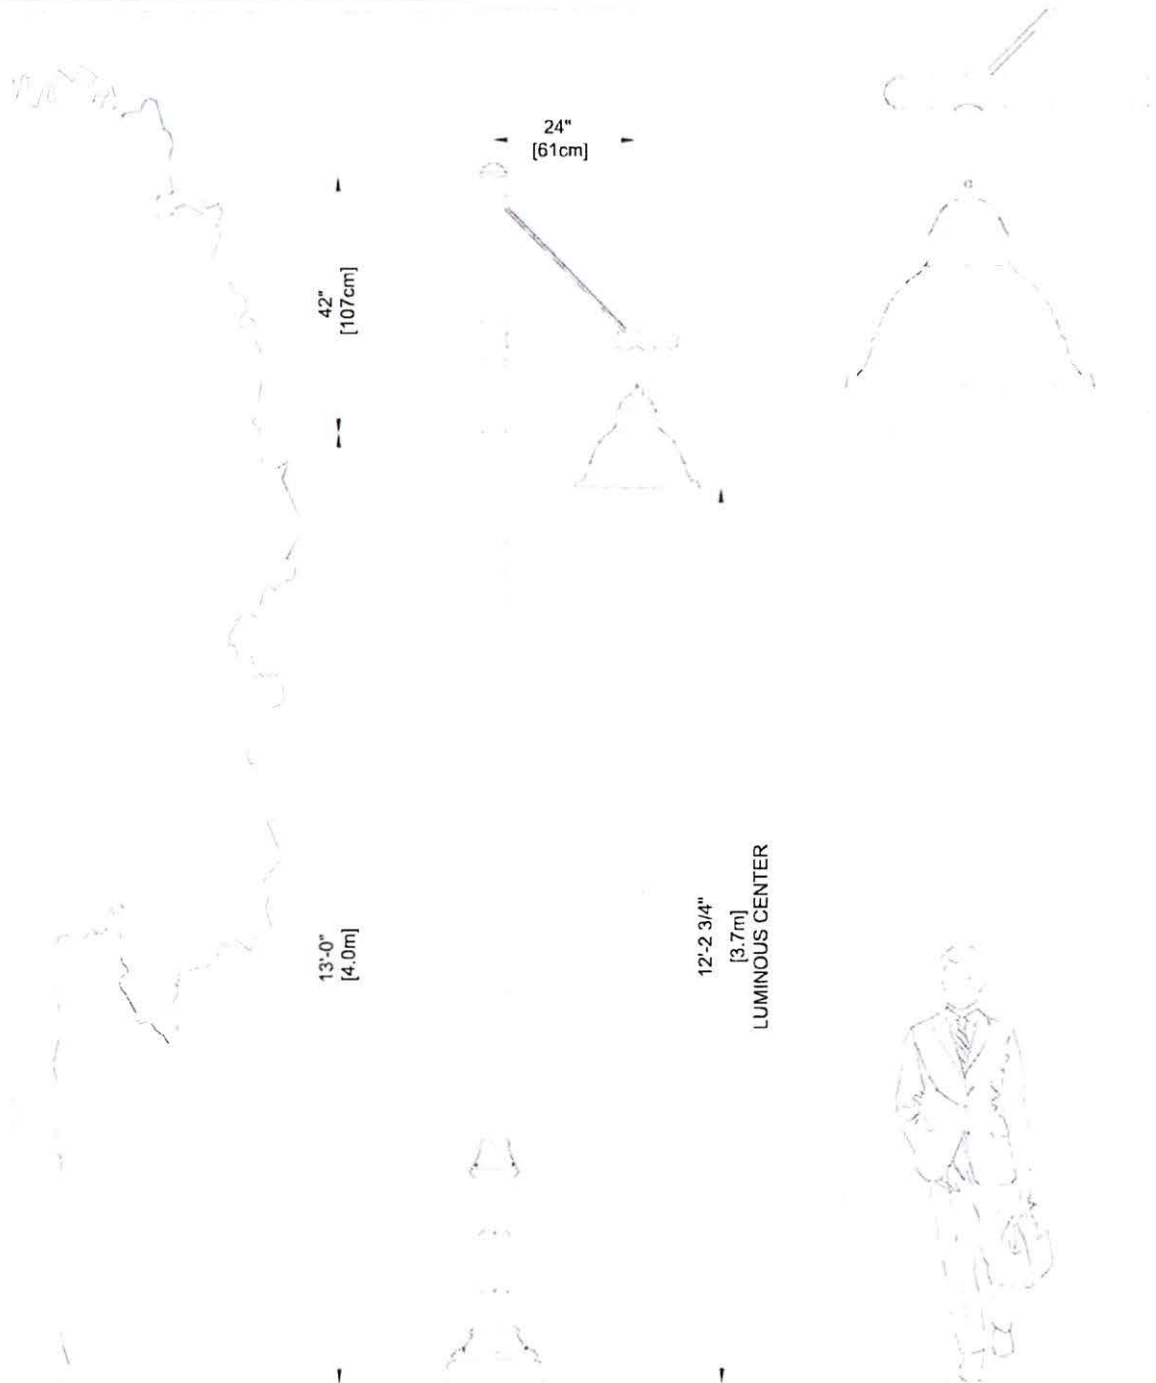 24"
[61cm]
42"
[107cm]
13'-0"
[4.0m]
12'-2 3/4"
[3.7m]
LUMINOUS CENTER